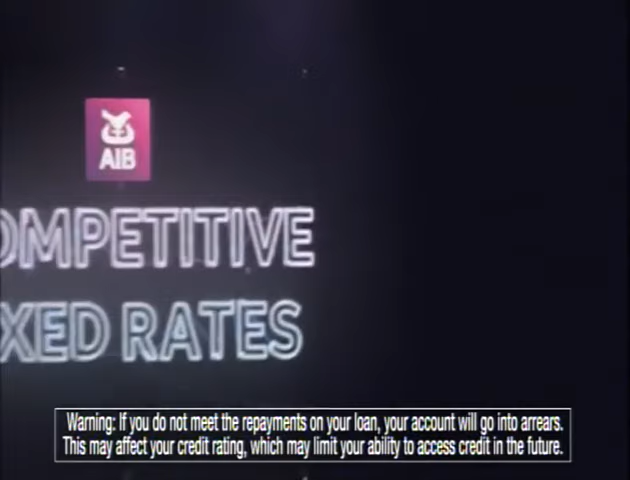 AIB
OMPETITIVE
XED RATES
Warning: If you do not meet the repayments on your loan, your account will go into arrears.
This may affect your credit rating, which may limit your ability to access credit in the future.